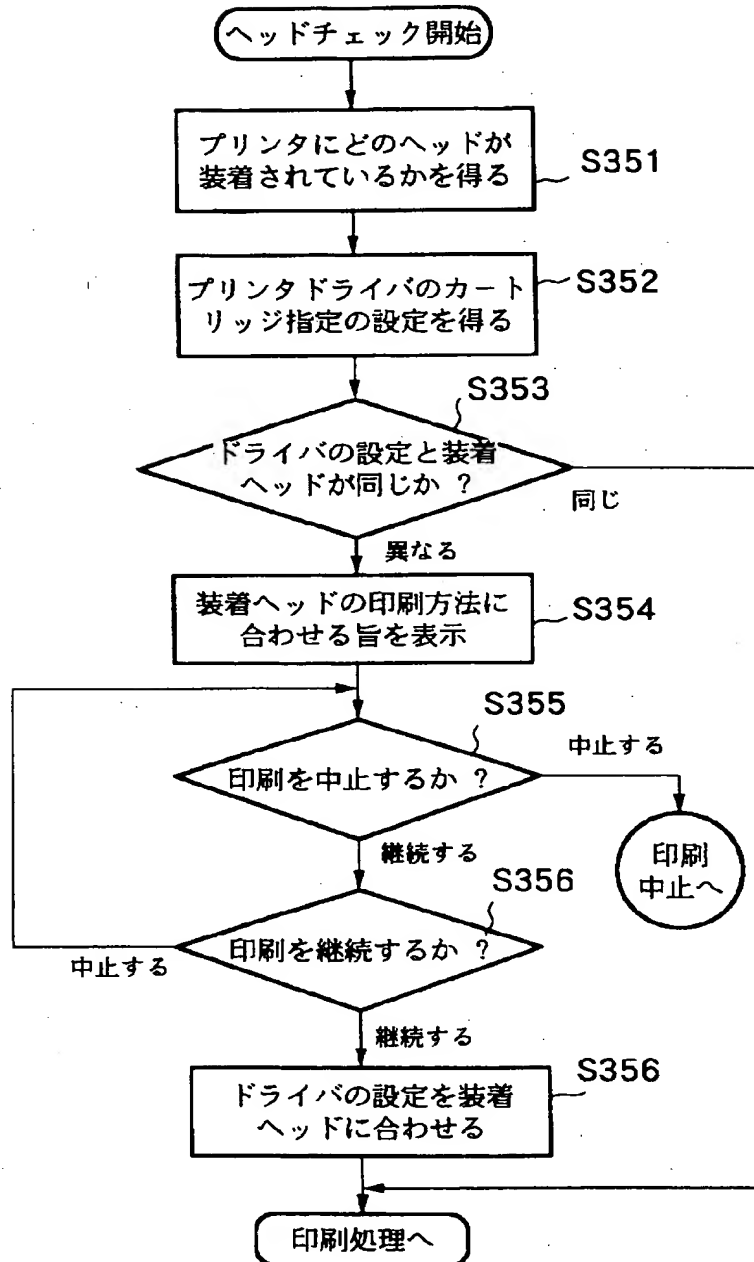 ヘッドチェック開始
プリンタにどのヘッドが
装着されているかを得る
S351
プリンタドライバのカート
リッジ指定の設定を得る
S352
S353
ドライバの設定と装着
ヘッドが同じか ?
同じ
異なる
装着ヘッドの印刷方法に
合わせる旨を表示
S354
S355
印刷を中止するか ?
中止する
印刷
中止へ
継続する
S356
印刷を継続するか ?
中止する
継続する
ドライバの設定を装着
ヘッドに合わせる
S356
印刷処理へ